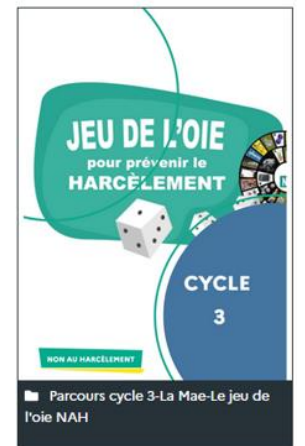 JEU DE L'OIE
pour prévenir le
HARCÈLEMENT
CYCLE
3
NON AU HARCÈLEMENT
Parcours cycle 3-La Mae-Le jeu de
l'oie NAH